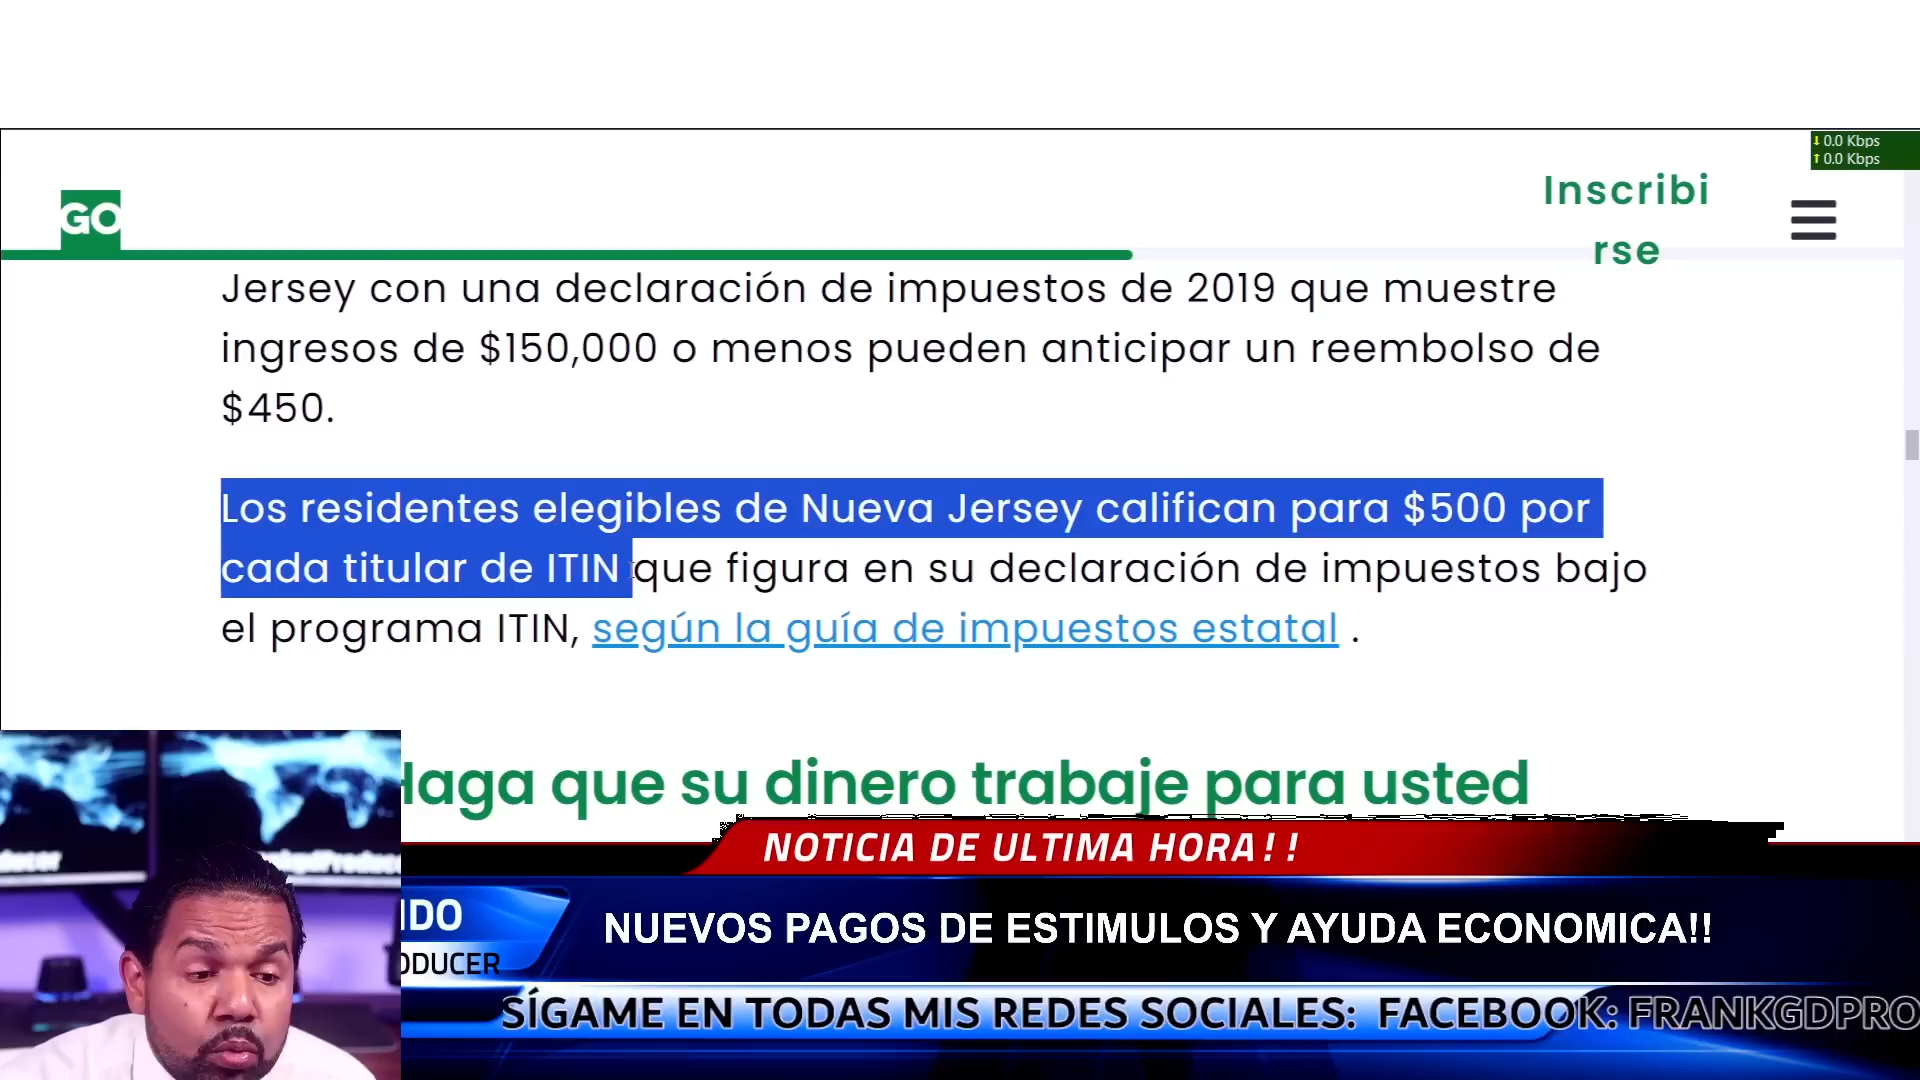 0.0 Kbps
0.0 Kbps
GO
Inscribi
rse
Jersey con una declaración de impuestos de 2019 que muestre
ingresos de $150,000 o menos pueden anticipar un reembolso de
$450.
Los residentes elegibles de Nueva Jersey califican para $500 por
cada titular de ITIN que figura en su declaración de impuestos bajo
el programa ITIN, según la guía de impuestos estatal .
Haga que su dinero trabaje para usted
NOTICIA DE ULTIMA HORA!!
NUEVOS PAGOS DE ESTIMULOS Y AYUDA ECONOMICA!!
SÍGAME EN TODAS MIS REDES SOCIALES: FACEBOOK: FRANKGDPRO